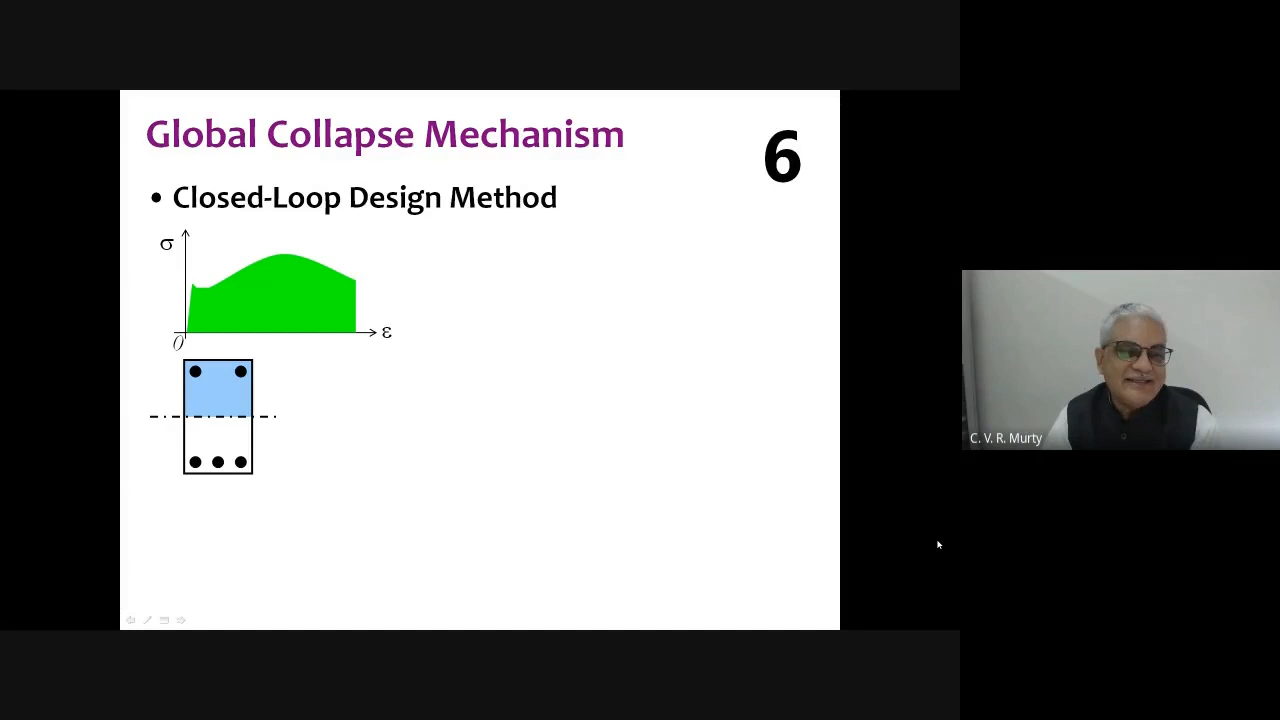 Global Collapse Mechanism
6
• Closed-Loop Design Method
σ
0
ε
C. V. R. Murty